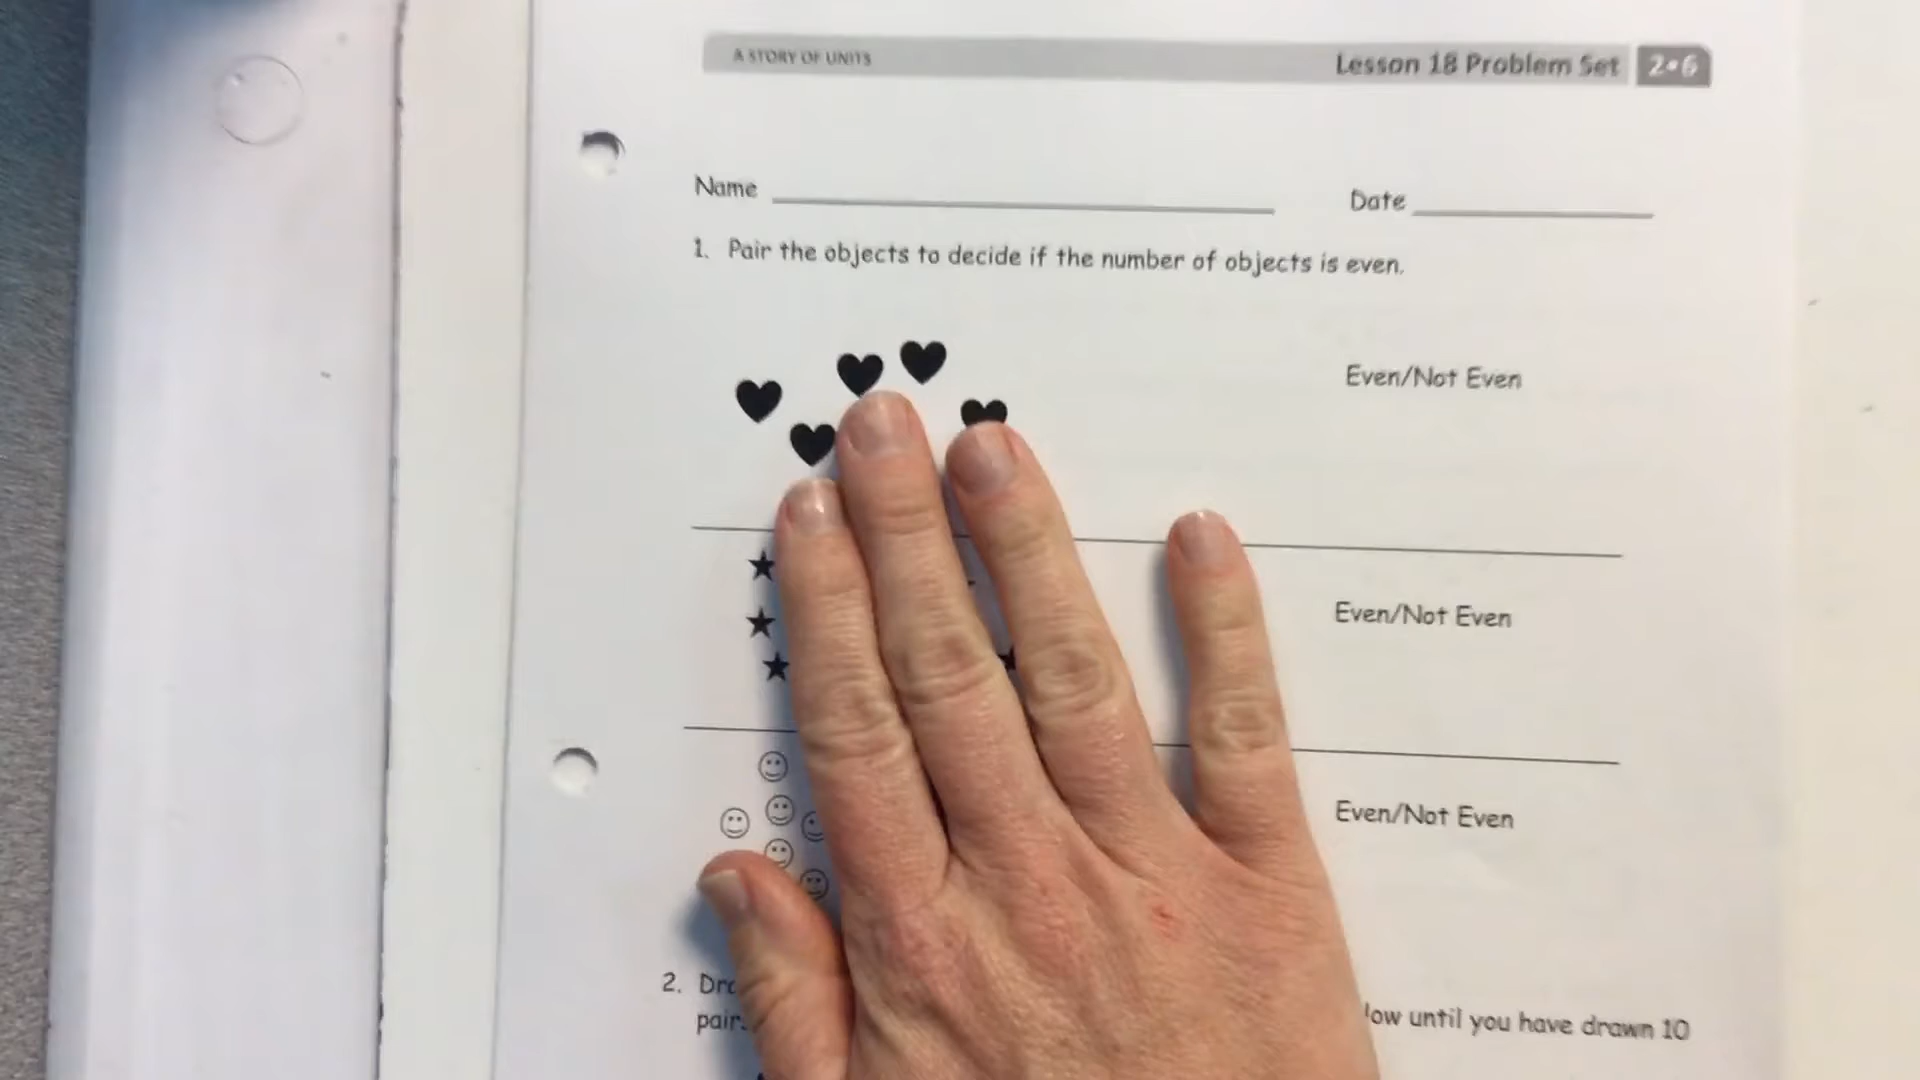 A STORY OF UNITS
Lesson 18 Problem Set 2•6
Name
Date
1. Pair the objects to decide if the number of objects is even.
Even/Not Even
Even/Not Even
Even/Not Even
2.
low until you have drawn 10
pair.